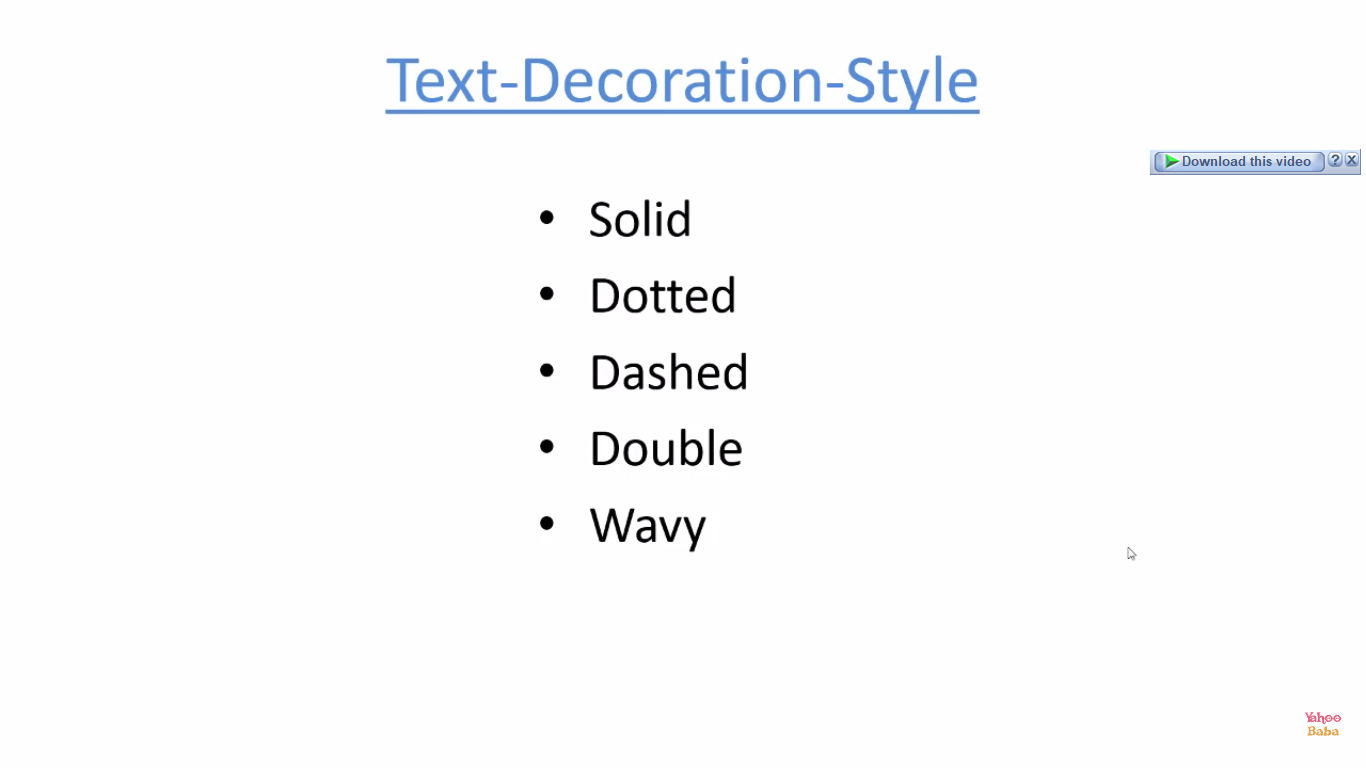 Text-Decoration-Style
Download this video ? X
• Solid
• Dotted
• Dashed
• Double
• Wavy
Yahoo
Baba